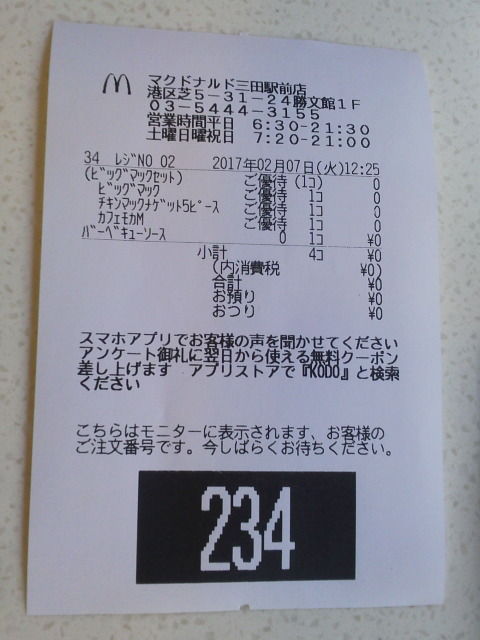 マクドナルド三田駅前店
港区芝5-31-24勝文館1F
03-5444-3155
営業時間平日 6:30-21:30
土曜日曜祝日 7:20-21:00
34 レジNO 02 2017年02月07日(火)12:25
(ビッグマックセット) ご優待 (1コ) 0
ビッグマック ご優待 1コ 0
チキンマックナゲット5ピース ご優待 1コ 0
カフェモカM ご優待 1コ 0
バーベキューソース 0 1コ ¥0
小計 4コ ¥0
(内消費税 ¥0)
合計 ¥0
お預り ¥0
おつり ¥0
スマホアプリでお客様の声を聞かせてください
アンケート御礼に翌日から使える無料クーポン
差し上げます アプリストアで『KODO』と検索
ください
こちらはモニターに表示されます、お客様の
ご注文番号です。今しばらくお待ちください。
234